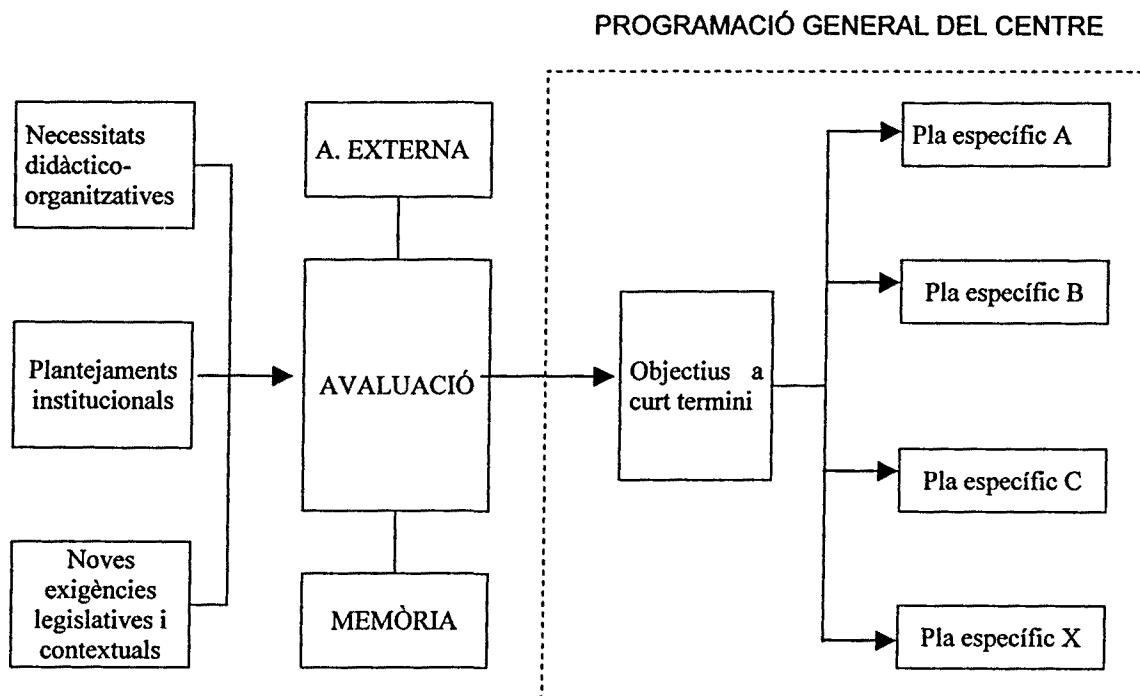 PROGRAMACIÓ GENERAL DEL CENTRE
Necessitats
didàctico-
organitzatives
Plantejaments
institucionals
Noves
exigències
legislatives i
contextuals
A. EXTERNA
AVALUACIÓ
MEMÒRIA
Objectius a
curt termini
Pla específic A
Pla específic B
Pla específic C
Pla específic X